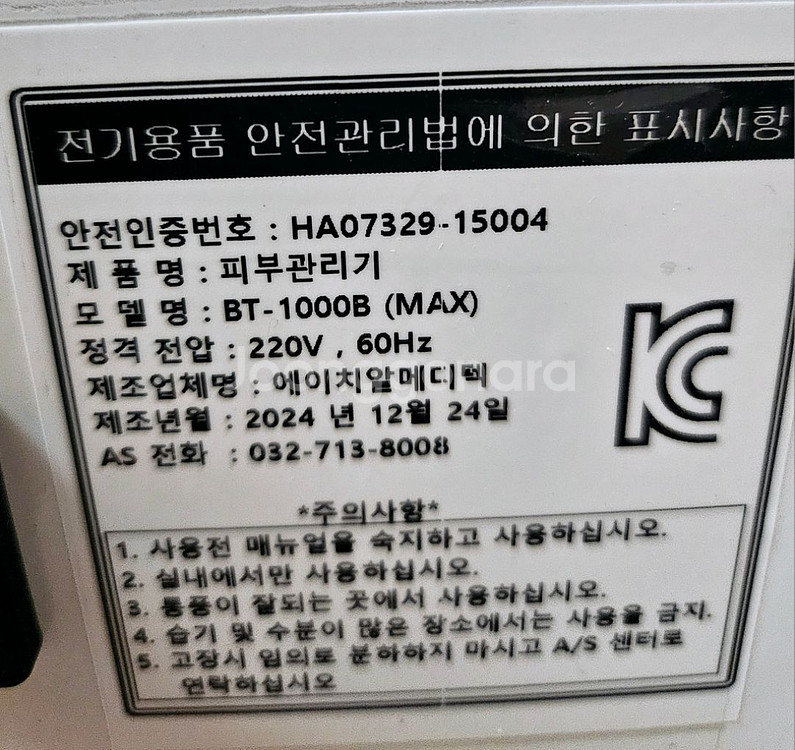 전기용품 안전관리법에 의한 표시사항
안전인증번호 : HA07329-15004
제 품 명 : 피부관리기
모 델 명 : BT-1000B (MAX)
정격 전압 : 220V , 60Hz
제조업체명 : 에이치알메디텍
제조년월 : 2024 년 12월 24일
AS 전화 : 032-713-8008
*주의사항*
1. 사용전 매뉴얼을 숙지하고 사용하십시오.
2. 실내에서만 사용하십시오.
3. 통풍이 잘되는 곳에서 사용하십시오.
4. 습기 및 수분이 많은 장소에서는 사용을 금지.
5. 고장시 임의로 분하하지 마시고 A/S 센터로
연락하십시오